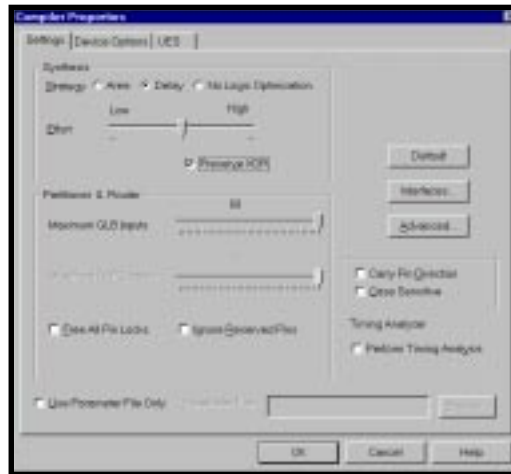 Compiler Properties
Settings Device Options UES
Synthesis
Strategy Area Delay No Logic Optimization
Low High
Effort
Preserve XOR
Default
Interfaces...
Advanced...
Partitioner & Router
Maximum GLB Inputs
Carry Pin Direction
Case Sensitive
Free All Pin Locks Ignore Reserved Pins
Timing Analyzer
Perform Timing Analysis
Use Parameter File Only
OK Cancel Help